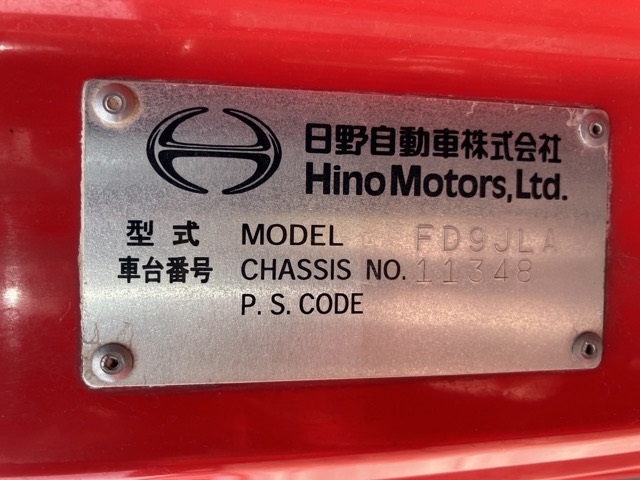 日野自動車株式会社
Hino Motors, Ltd.
型式 MODEL FD9JLA
車台番号 CHASSIS NO. 11348
P. S. CODE